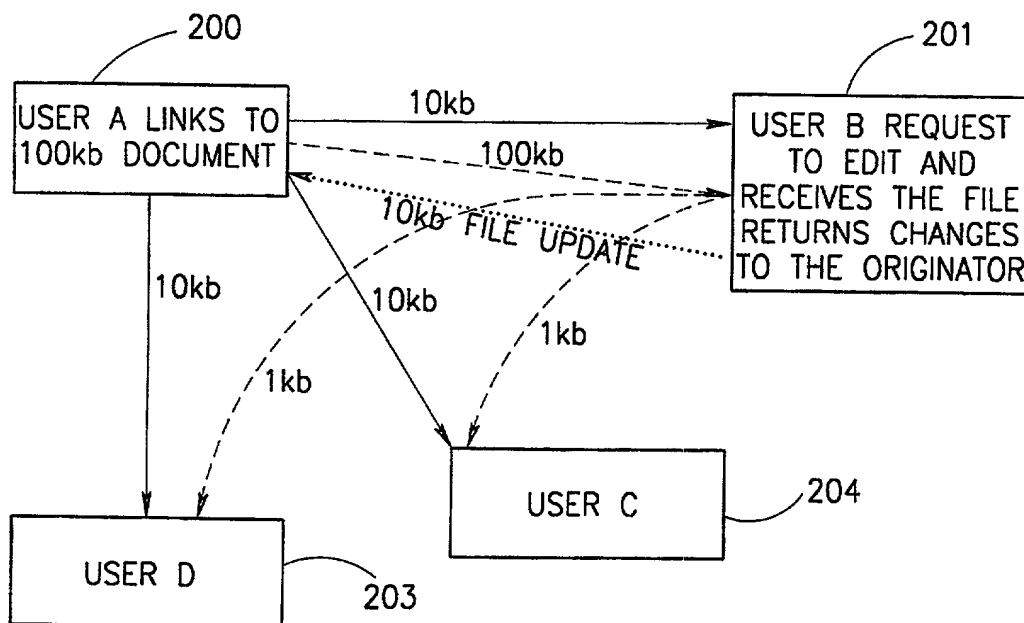 200
201
USER A LINKS TO
100kb DOCUMENT
10kb
USER B REQUEST
TO EDIT AND
RECEIVES THE FILE
RETURNS CHANGES
TO THE ORIGINATOR
100kb
10kb FILE UPDATE
10kb
10kb
1kb
1kb
USER C
204
USER D
203